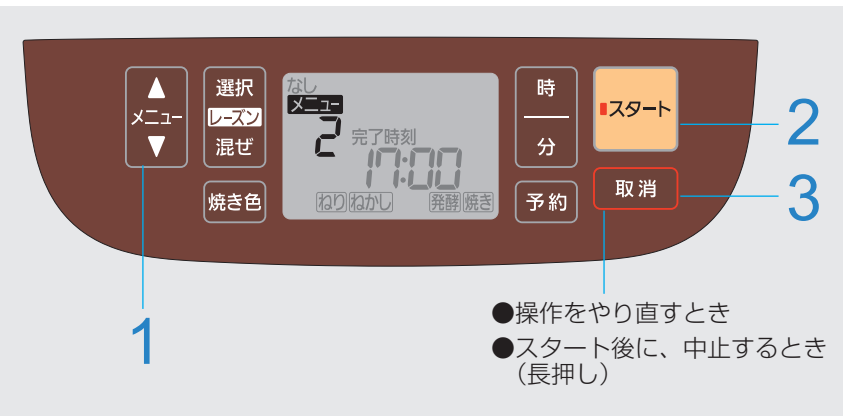 ▲
メニュー
▼
選択
レーズン
混ぜ
焼き色
なし
メニュー
2
完了時刻
17:00
ねり ねかし 発酵 焼き
時
分
予約
スタート
取消
1
2
3
●操作をやり直すとき
●スタート後に、中止するとき
（長押し）